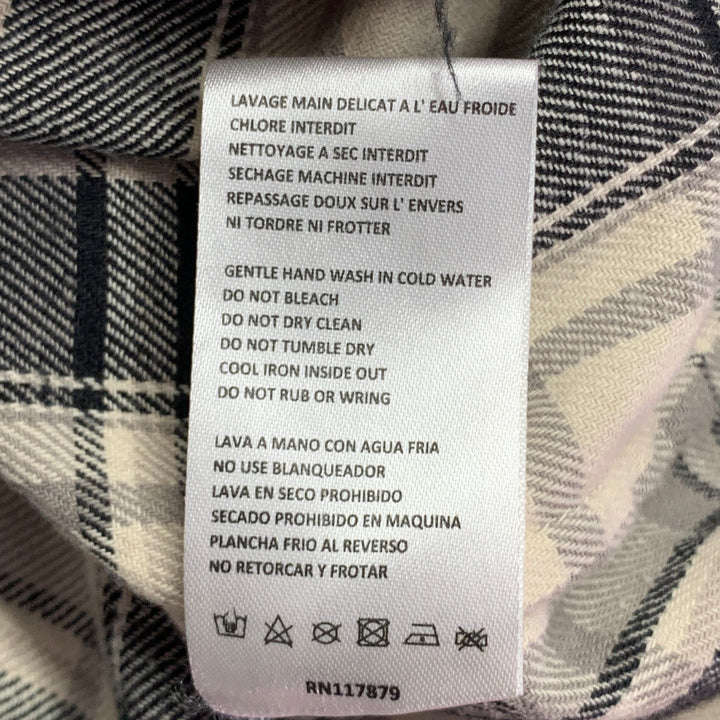 LAVAGE MAIN DELICAT A L' EAU FROIDE
CHLORE INTERDIT
NETTOYAGE A SEC INTERDIT
SECHAGE MACHINE INTERDIT
REPASSAGE DOUX SUR L' ENVERS
NI TORDRE NI FROTTER
GENTLE HAND WASH IN COLD WATER
DO NOT BLEACH
DO NOT DRY CLEAN
DO NOT TUMBLE DRY
COOL IRON INSIDE OUT
DO NOT RUB OR WRING
LAVA A MANO CON AGUA FRIA
NO USE BLANQUEADOR
LAVA EN SECO PROHIBIDO
SECADO PROHIBIDO EN MAQUINA
PLANCHA FRIO AL REVERSO
NO RETORCAR Y FROTAR
RN117879